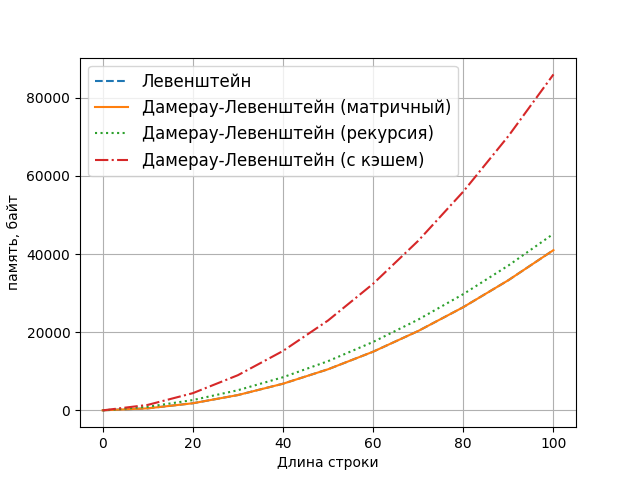 Левенштейн
Дамерау-Левенштейн (матричный)
Дамерау-Левенштейн (рекурсия)
Дамерау-Левенштейн (с кэшем)
80000
60000
40000
20000
0
память, байт
0 20 40 60 80 100
Длина строки